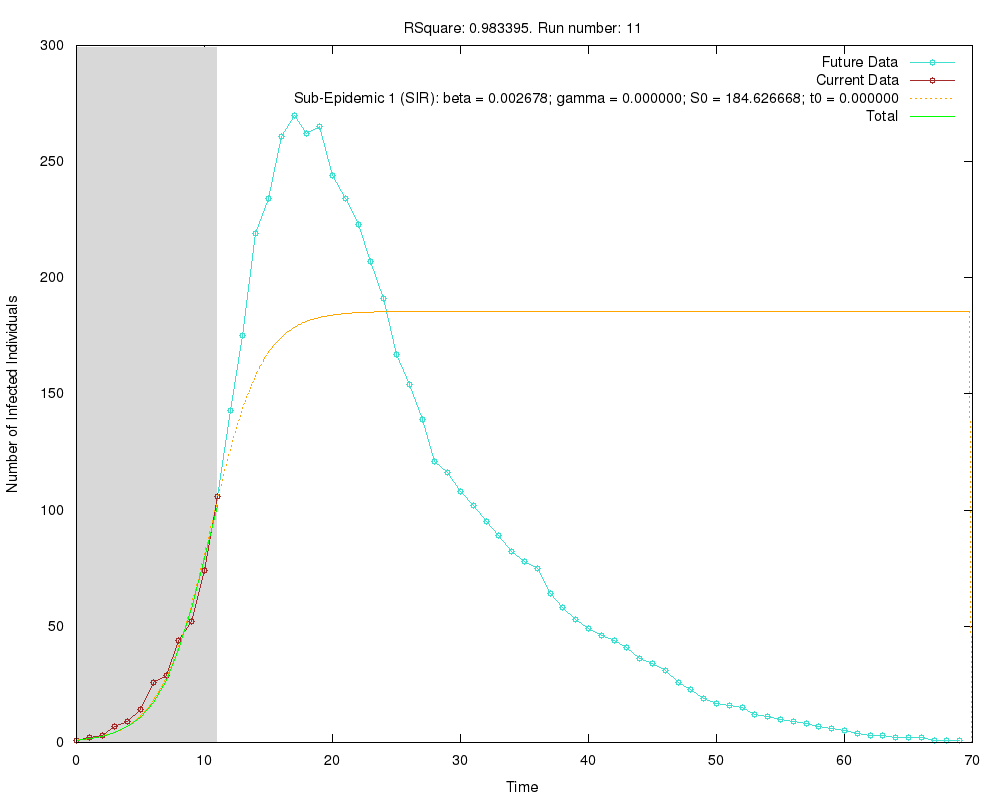 RSquare: 0.983395. Run number: 11
Future Data
Current Data
Sub-Epidemic 1 (SIR): beta = 0.002678; gamma = 0.000000; S0 = 184.626668; t0 = 0.000000
Total
300
250
200
150
100
50
0
Number of Infected Individuals
0 10 20 30 40 50 60 70
Time